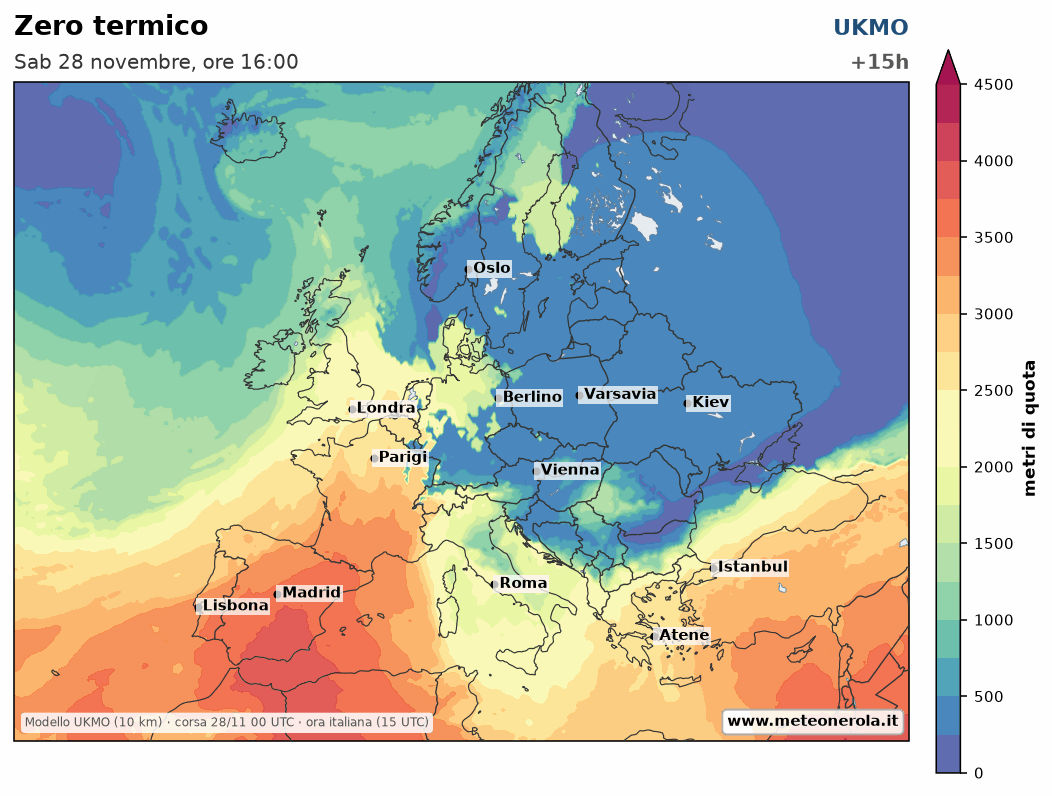 Zero termico
UKMO
Sab 28 novembre, ore 16:00
+15h
4500
4000
3500
3000
2500
2000
1500
1000
500
0
metri di quota
Oslo
Londra
Berlino
Varsavia
Kiev
Parigi
Vienna
Istanbul
Roma
Madrid
Lisbona
Atene
Modello UKMO (10 km) · corsa 28/11 00 UTC · ora italiana (15 UTC)
www.meteonerola.it